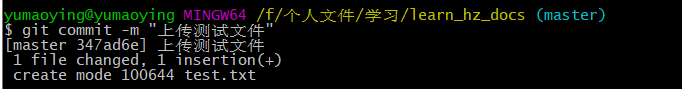 yumaoying@yumaoying MINGW64 /f/个人文件/学习/learn_hz_docs (master)
$ git commit -m "上传测试文件"
[master 347ad6e] 上传测试文件
 1 file changed, 1 insertion(+)
 create mode 100644 test.txt